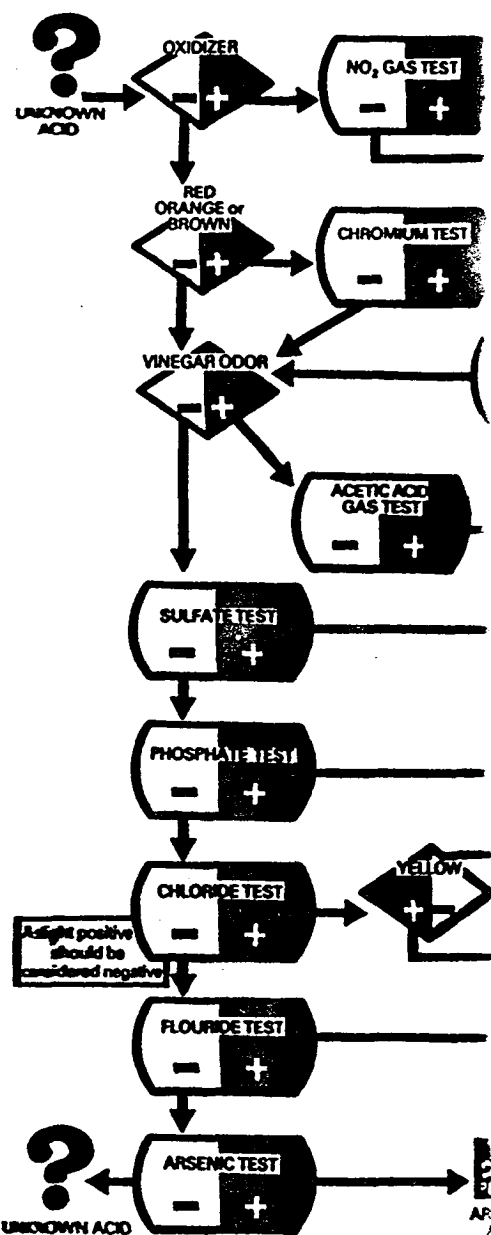 OXIDIZER
NO₂ GAS TEST
UNKNOWN
ACID
RED
ORANGE or
BROWN
CHROMIUM TEST
VINEGAR ODOR
ACETIC ACID
GAS TEST
SULFATE TEST
PHOSPHATE TEST
CHLORIDE TEST
YELLOW
A slight positive
should be
considered negative
FLOURIDE TEST
ARSENIC TEST
UNKNOWN ACID